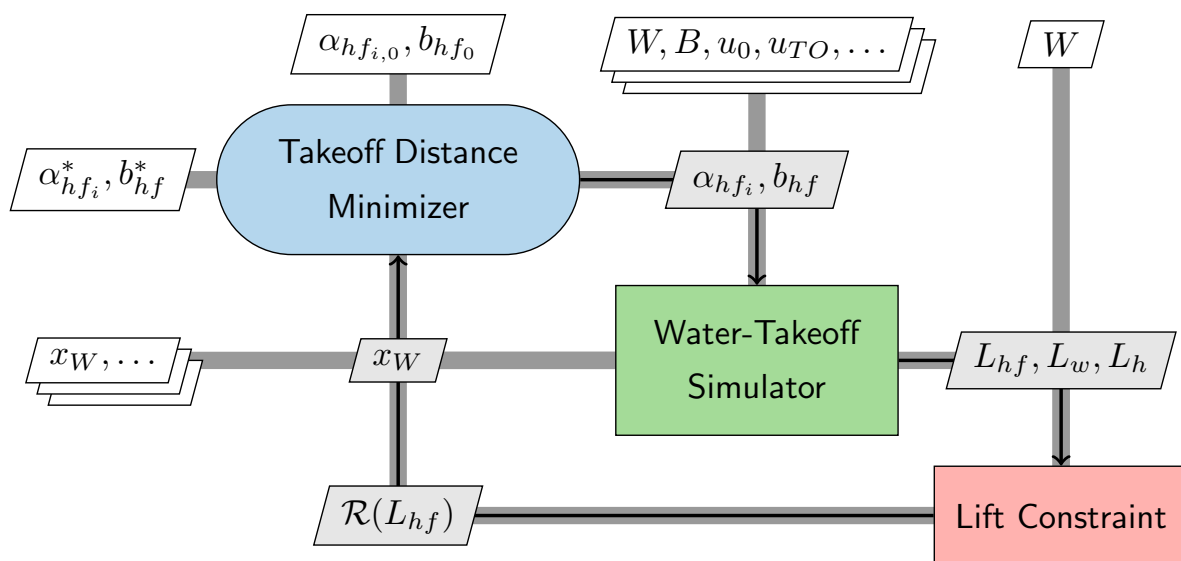 α_{hf_{i,0}}, b_{hf_0}
W, B, u_0, u_{TO}, …
W
α^*_{hf_i}, b^*_{hf}
Takeoff Distance
Minimizer
α_{hf_i}, b_{hf}
x_W, …
x_W
Water-Takeoff
Simulator
L_{hf}, L_w, L_h
ℛ(L_{hf})
Lift Constraint